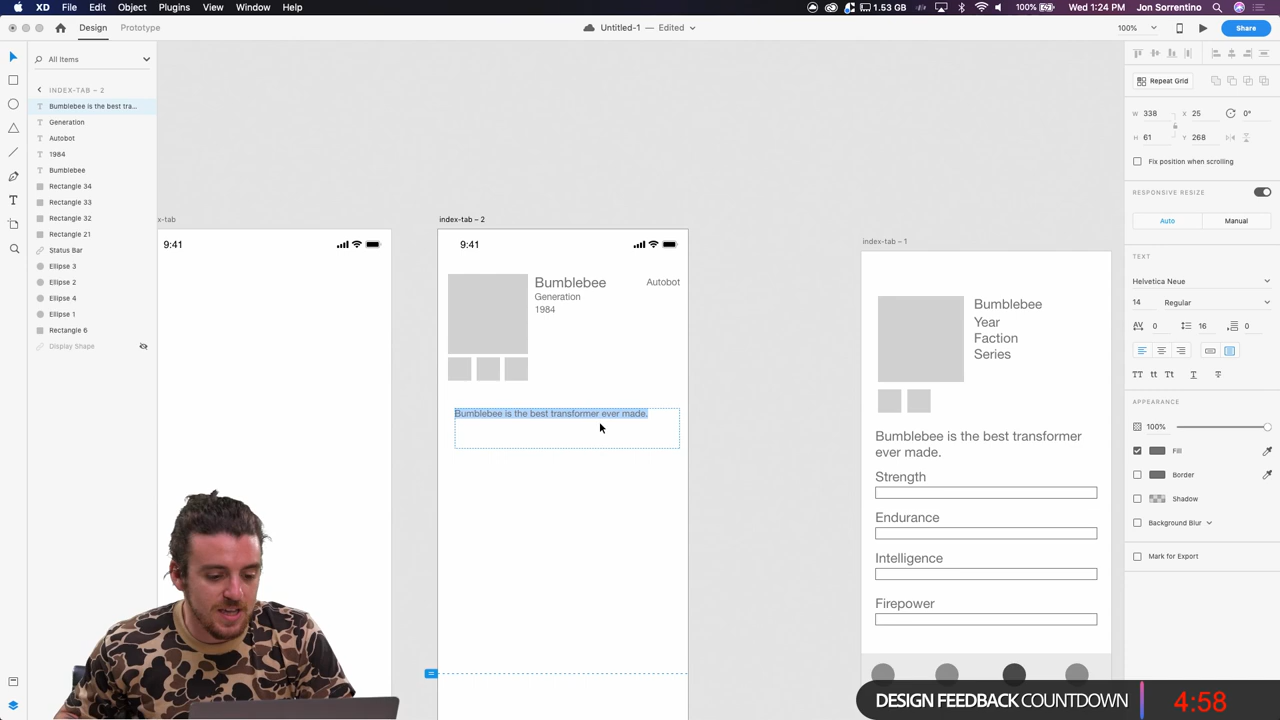 XD File Edit Object Plugins View Window Help
1.53 GB 100% Wed 1:24 PM Jon Sorrentino
Design Prototype Untitled-1 — Edited 100% Share
All Items
INDEX-TAB – 2
Bumblebee is the best tra...
Generation
Autobot
1984
Bumblebee
Rectangle 34
Rectangle 33
Rectangle 32
Rectangle 21
Status Bar
Ellipse 3
Ellipse 2
Ellipse 4
Ellipse 1
Rectangle 6
Display Shape
x-tab
9:41
index-tab – 2
9:41
Bumblebee Autobot
Generation
1984
Bumblebee is the best transformer ever made.
index-tab – 1
Bumblebee
Year
Faction
Series
Bumblebee is the best transformer
ever made.
Strength
Endurance
Intelligence
Firepower
Repeat Grid
W 338 X 25 0°
H 61 Y 268
Fix position when scrolling
RESPONSIVE RESIZE
Auto Manual
TEXT
Helvetica Neue
14 Regular
AV 0 16 0
TT tt Tt T T
APPEARANCE
100%
Fill
Border
Shadow
Background Blur
Mark for Export
DESIGN FEEDBACK COUNTDOWN 4:58